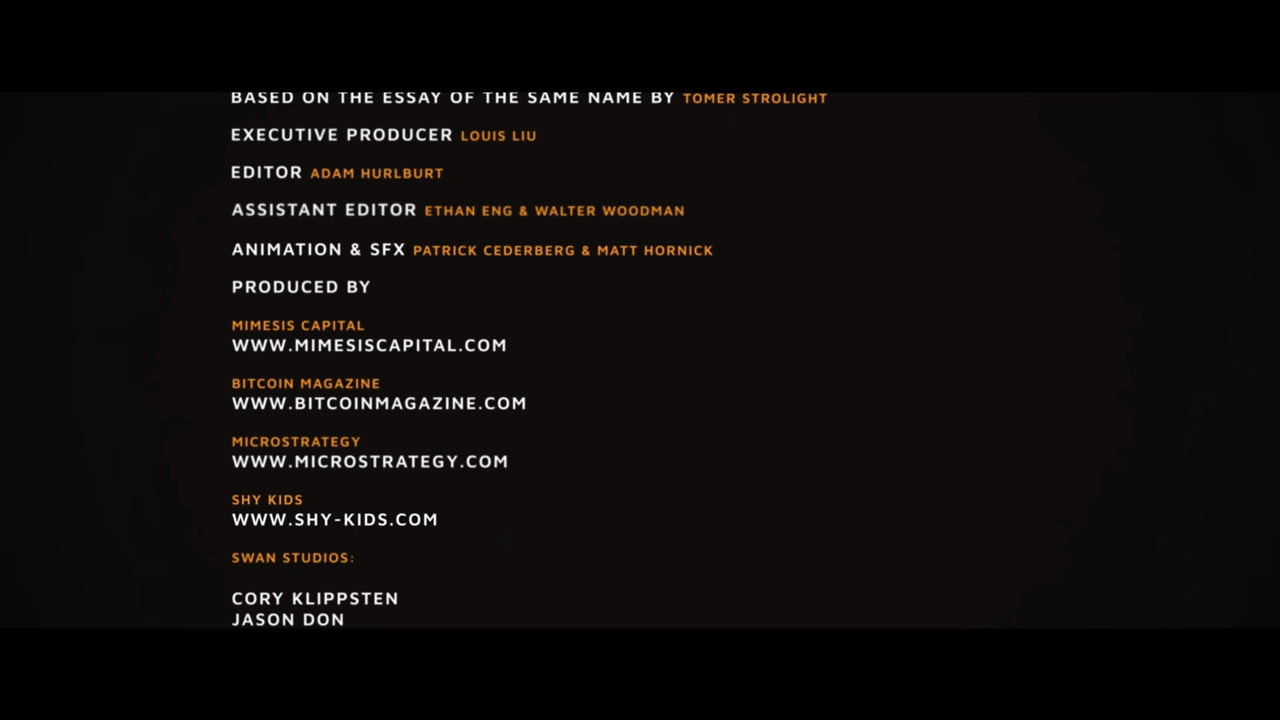 BASED ON THE ESSAY OF THE SAME NAME BY TOMER STROLIGHT
EXECUTIVE PRODUCER LOUIS LIU
EDITOR ADAM HURLBURT
ASSISTANT EDITOR ETHAN ENG & WALTER WOODMAN
ANIMATION & SFX PATRICK CEDERBERG & MATT HORNICK
PRODUCED BY
MIMESIS CAPITAL
WWW.MIMESISCAPITAL.COM
BITCOIN MAGAZINE
WWW.BITCOINMAGAZINE.COM
MICROSTRATEGY
WWW.MICROSTRATEGY.COM
SHY KIDS
WWW.SHY-KIDS.COM
SWAN STUDIOS:
CORY KLIPPSTEN
JASON DON